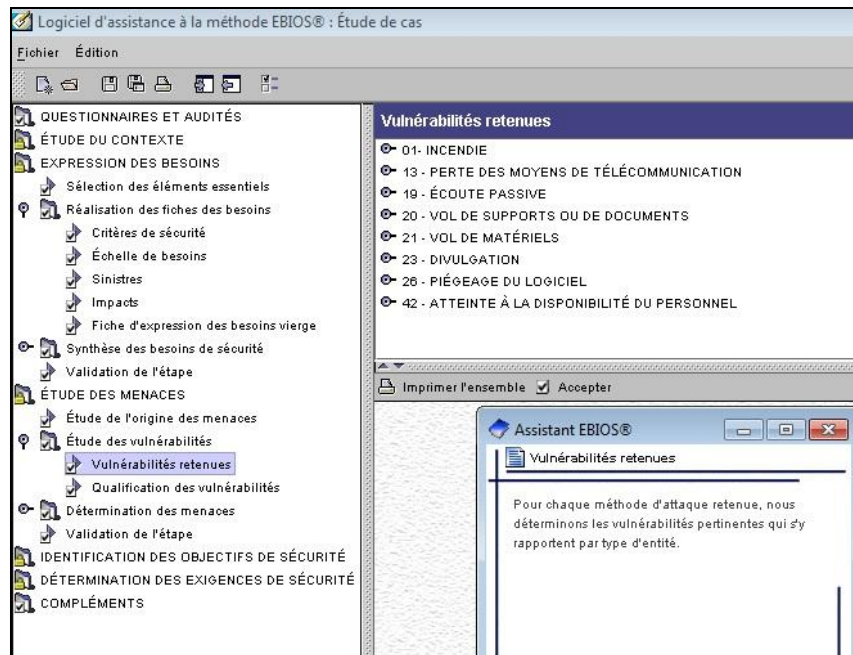 Logiciel d'assistance à la méthode EBIOS® : Étude de cas
Fichier Édition
QUESTIONNAIRES ET AUDITÉS
ÉTUDE DU CONTEXTE
EXPRESSION DES BESOINS
Sélection des éléments essentiels
Réalisation des fiches des besoins
Critères de sécurité
Échelle de besoins
Sinistres
Impacts
Fiche d'expression des besoins vierge
Synthèse des besoins de sécurité
Validation de l'étape
ÉTUDE DES MENACES
Étude de l'origine des menaces
Étude des vulnérabilités
Vulnérabilités retenues
Qualification des vulnérabilités
Détermination des menaces
Validation de l'étape
IDENTIFICATION DES OBJECTIFS DE SÉCURITÉ
DÉTERMINATION DES EXIGENCES DE SÉCURITÉ
COMPLÉMENTS
Vulnérabilités retenues
01- INCENDIE
13 - PERTE DES MOYENS DE TÉLÉCOMMUNICATION
19 - ÉCOUTE PASSIVE
20 - VOL DE SUPPORTS OU DE DOCUMENTS
21 - VOL DE MATÉRIELS
23 - DIVULGATION
26 - PIÉGEAGE DU LOGICIEL
42 - ATTEINTE À LA DISPONIBILITÉ DU PERSONNEL
Imprimer l'ensemble Accepter
Assistant EBIOS®
Vulnérabilités retenues
Pour chaque méthode d'attaque retenue, nous
déterminons les vulnérabilités pertinentes qui s'y
rapportent par type d'entité.